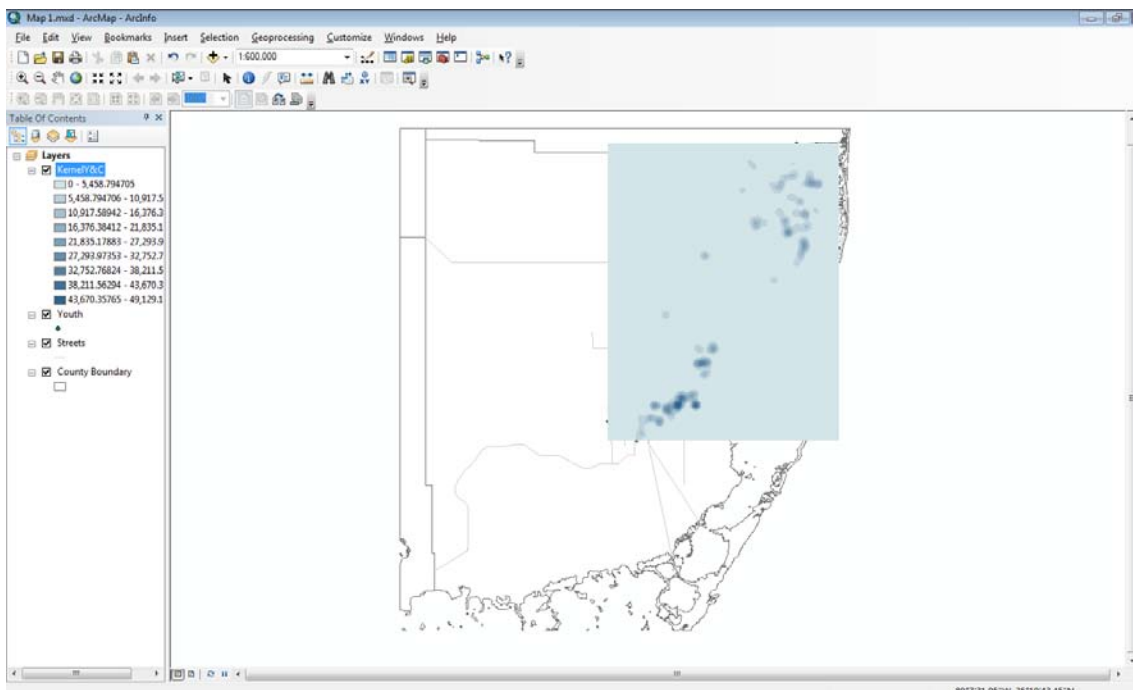 Map 1.mxd - ArcMap - ArcInfo
File Edit View Bookmarks Insert Selection Geoprocessing Customize Windows Help
1:600,000
Table Of Contents
Layers
KernelY&C
0 - 5,458.794705
5,458.794706 - 10,917.5
10,917.58942 - 16,376.3
16,376.38412 - 21,835.1
21,835.17883 - 27,293.9
27,293.97353 - 32,752.7
32,752.76824 - 38,211.5
38,211.56294 - 43,670.3
43,670.35765 - 49,129.1
Youth
Streets
County Boundary